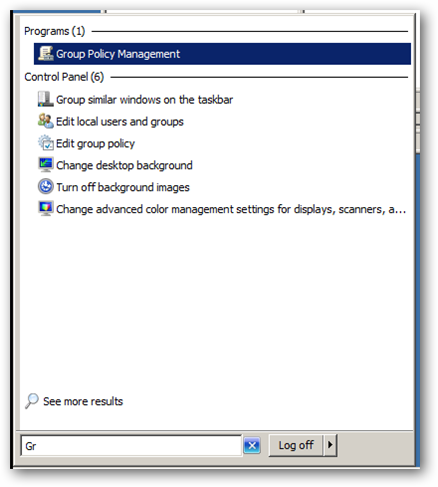 Programs (1)
Group Policy Management
Control Panel (6)
Group similar windows on the taskbar
Edit local users and groups
Edit group policy
Change desktop background
Turn off background images
Change advanced color management settings for displays, scanners, a...
See more results
Gr
Log off